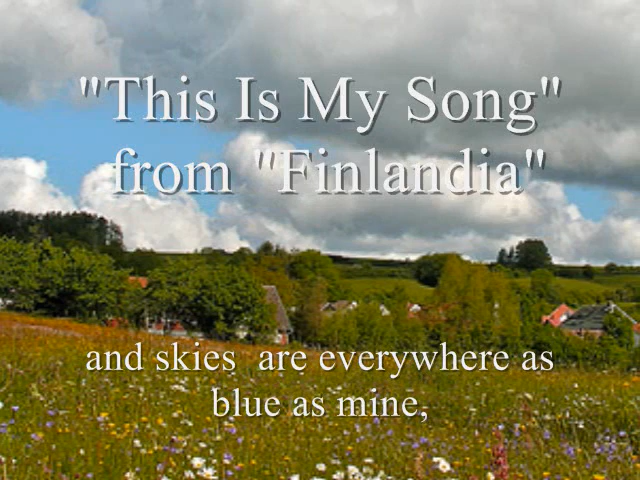 "This Is My Song"
from "Finlandia"
and skies  are everywhere as
blue as mine,